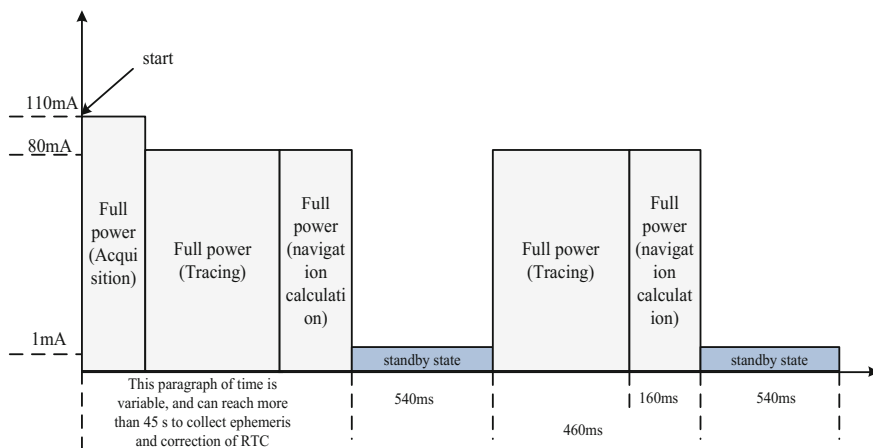 start
110mA
80mA
Full
power
(Acqui
sition)
Full power
(Tracing)
Full
power
(navigat
ion
calculati
on)
Full power
(Tracing)
Full
power
(navigat
ion
calculat
ion)
1mA
standby state
standby state
This paragraph of time is
variable, and can reach more
than 45 s to collect ephemeris
and correction of RTC
540ms
160ms
540ms
460ms